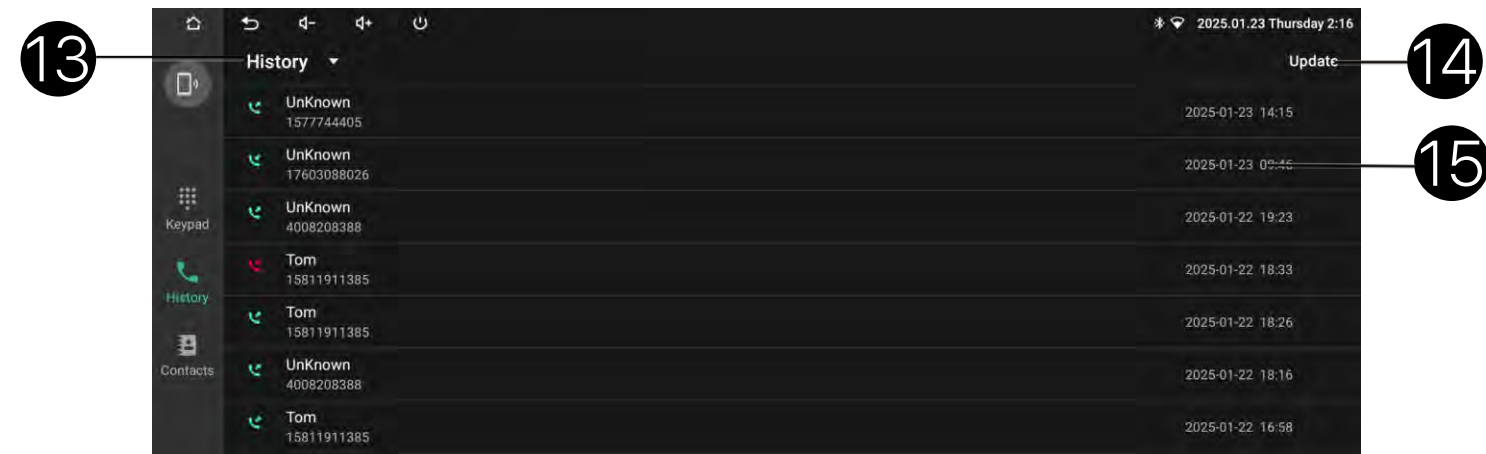 2025.01.23 Thursday 2:16
13
History
Update
14
UnKnown
1577744405
2025-01-23 14:15
UnKnown
17603088026
2025-01-23 09:46
15
Keypad
UnKnown
4008208388
2025-01-22 19:23
Tom
15811911385
2025-01-22 18:33
History
Tom
15811911385
2025-01-22 18:26
Contacts
UnKnown
4008208388
2025-01-22 18:16
Tom
15811911385
2025-01-22 16:58